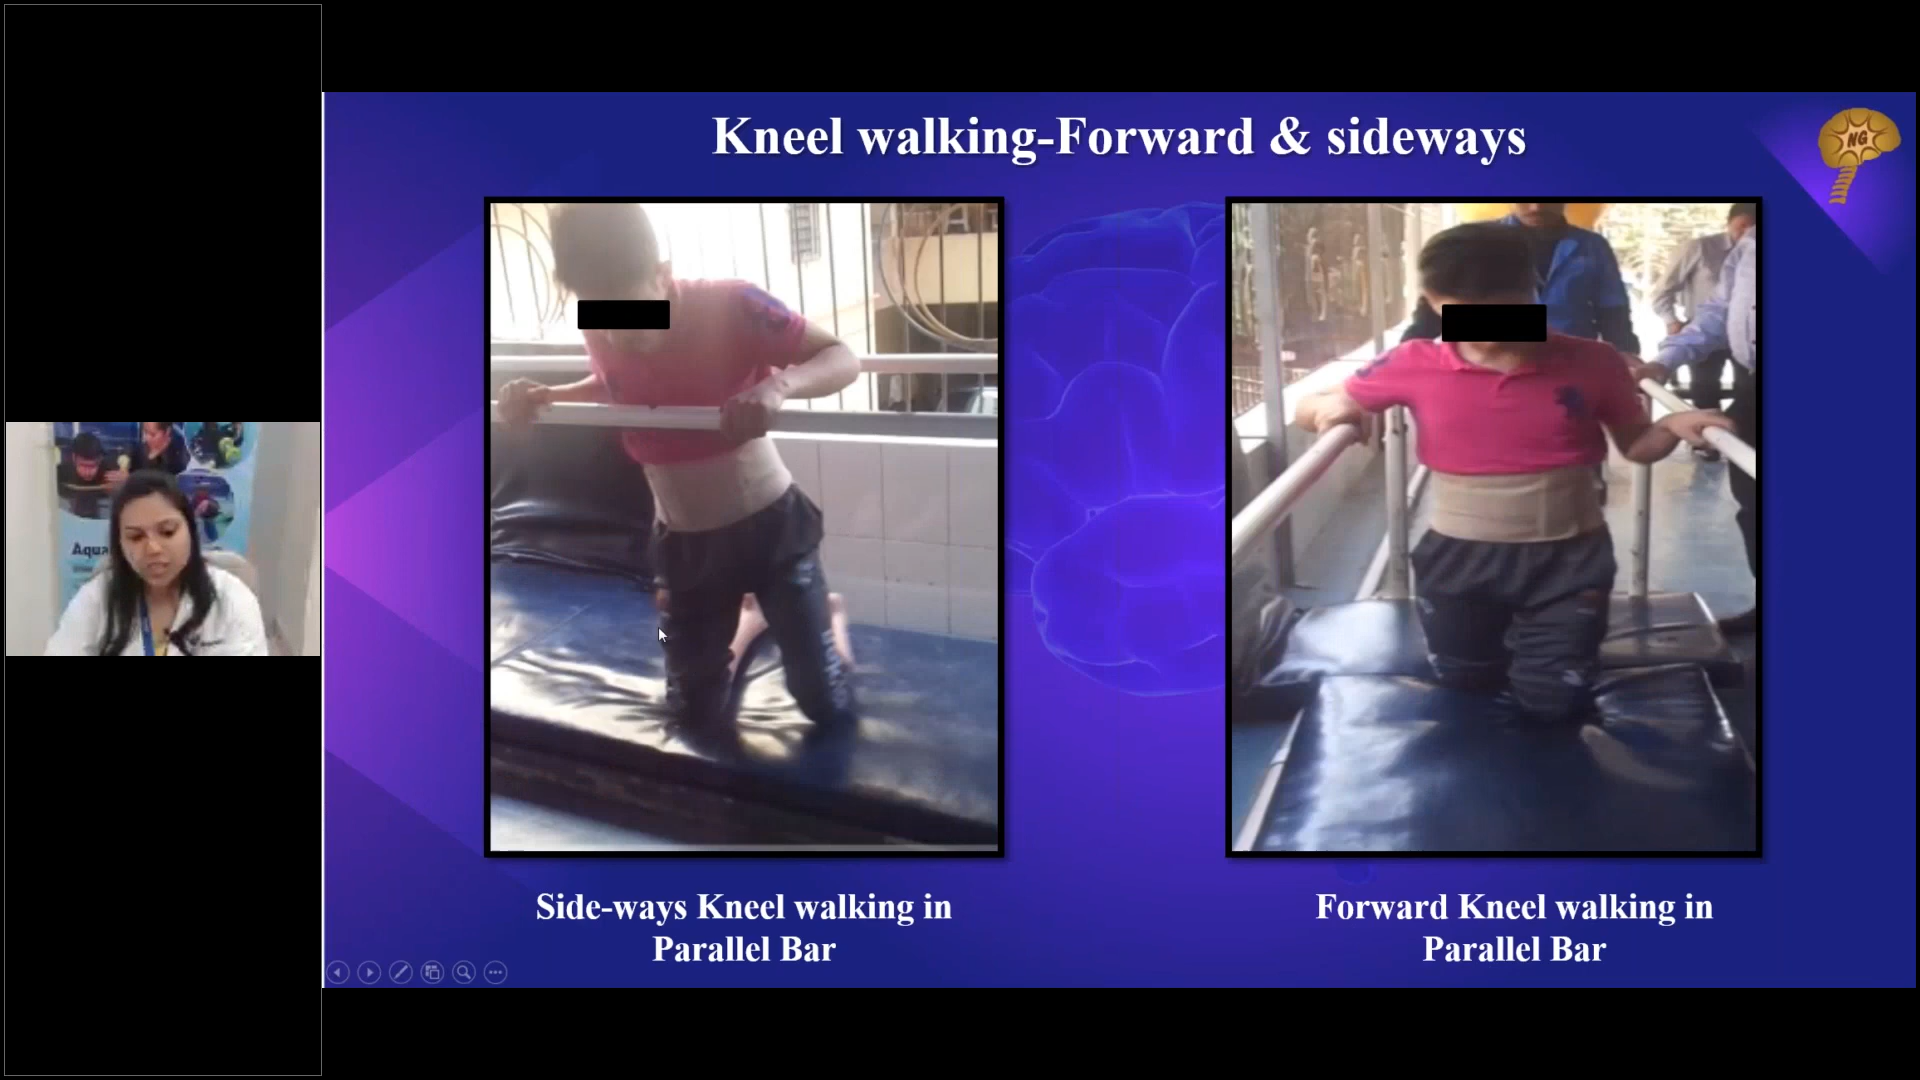 Kneel walking-Forward & sideways
NG
Aqua
Side-ways Kneel walking in
Parallel Bar
Forward Kneel walking in
Parallel Bar